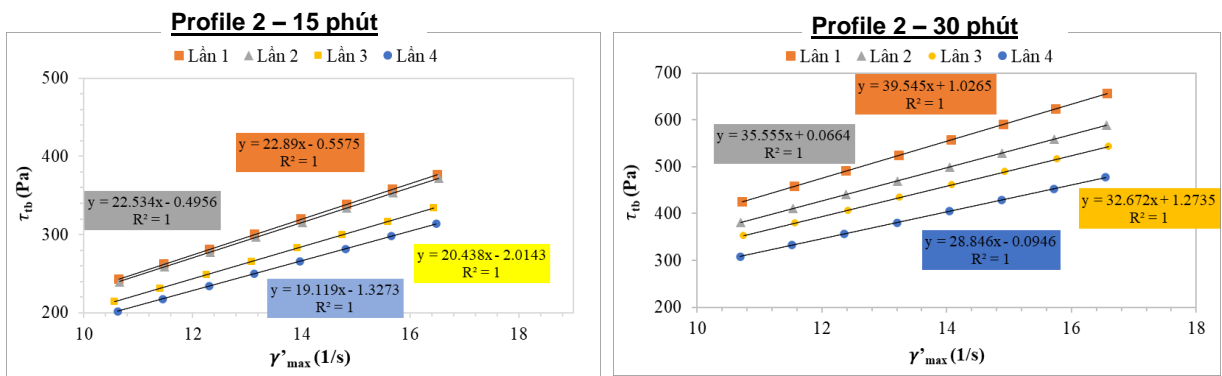 Profile 2 – 15 phút
Lần 1 Lần 2 Lần 3 Lần 4
500
400
300
200
10 12 14 16 18
τtb (Pa)
γ’max (1/s)
y = 22.89x - 0.5575
R² = 1
y = 22.534x - 0.4956
R² = 1
y = 20.438x - 2.0143
R² = 1
y = 19.119x - 1.3273
R² = 1
Profile 2 – 30 phút
Lân 1 Lân 2 Lân 3 Lân 4
700
600
500
400
300
200
10 12 14 16 18
τtb (Pa)
γ’max (1/s)
y = 39.545x + 1.0265
R² = 1
y = 35.555x + 0.0664
R² = 1
y = 32.672x + 1.2735
R² = 1
y = 28.846x - 0.0946
R² = 1